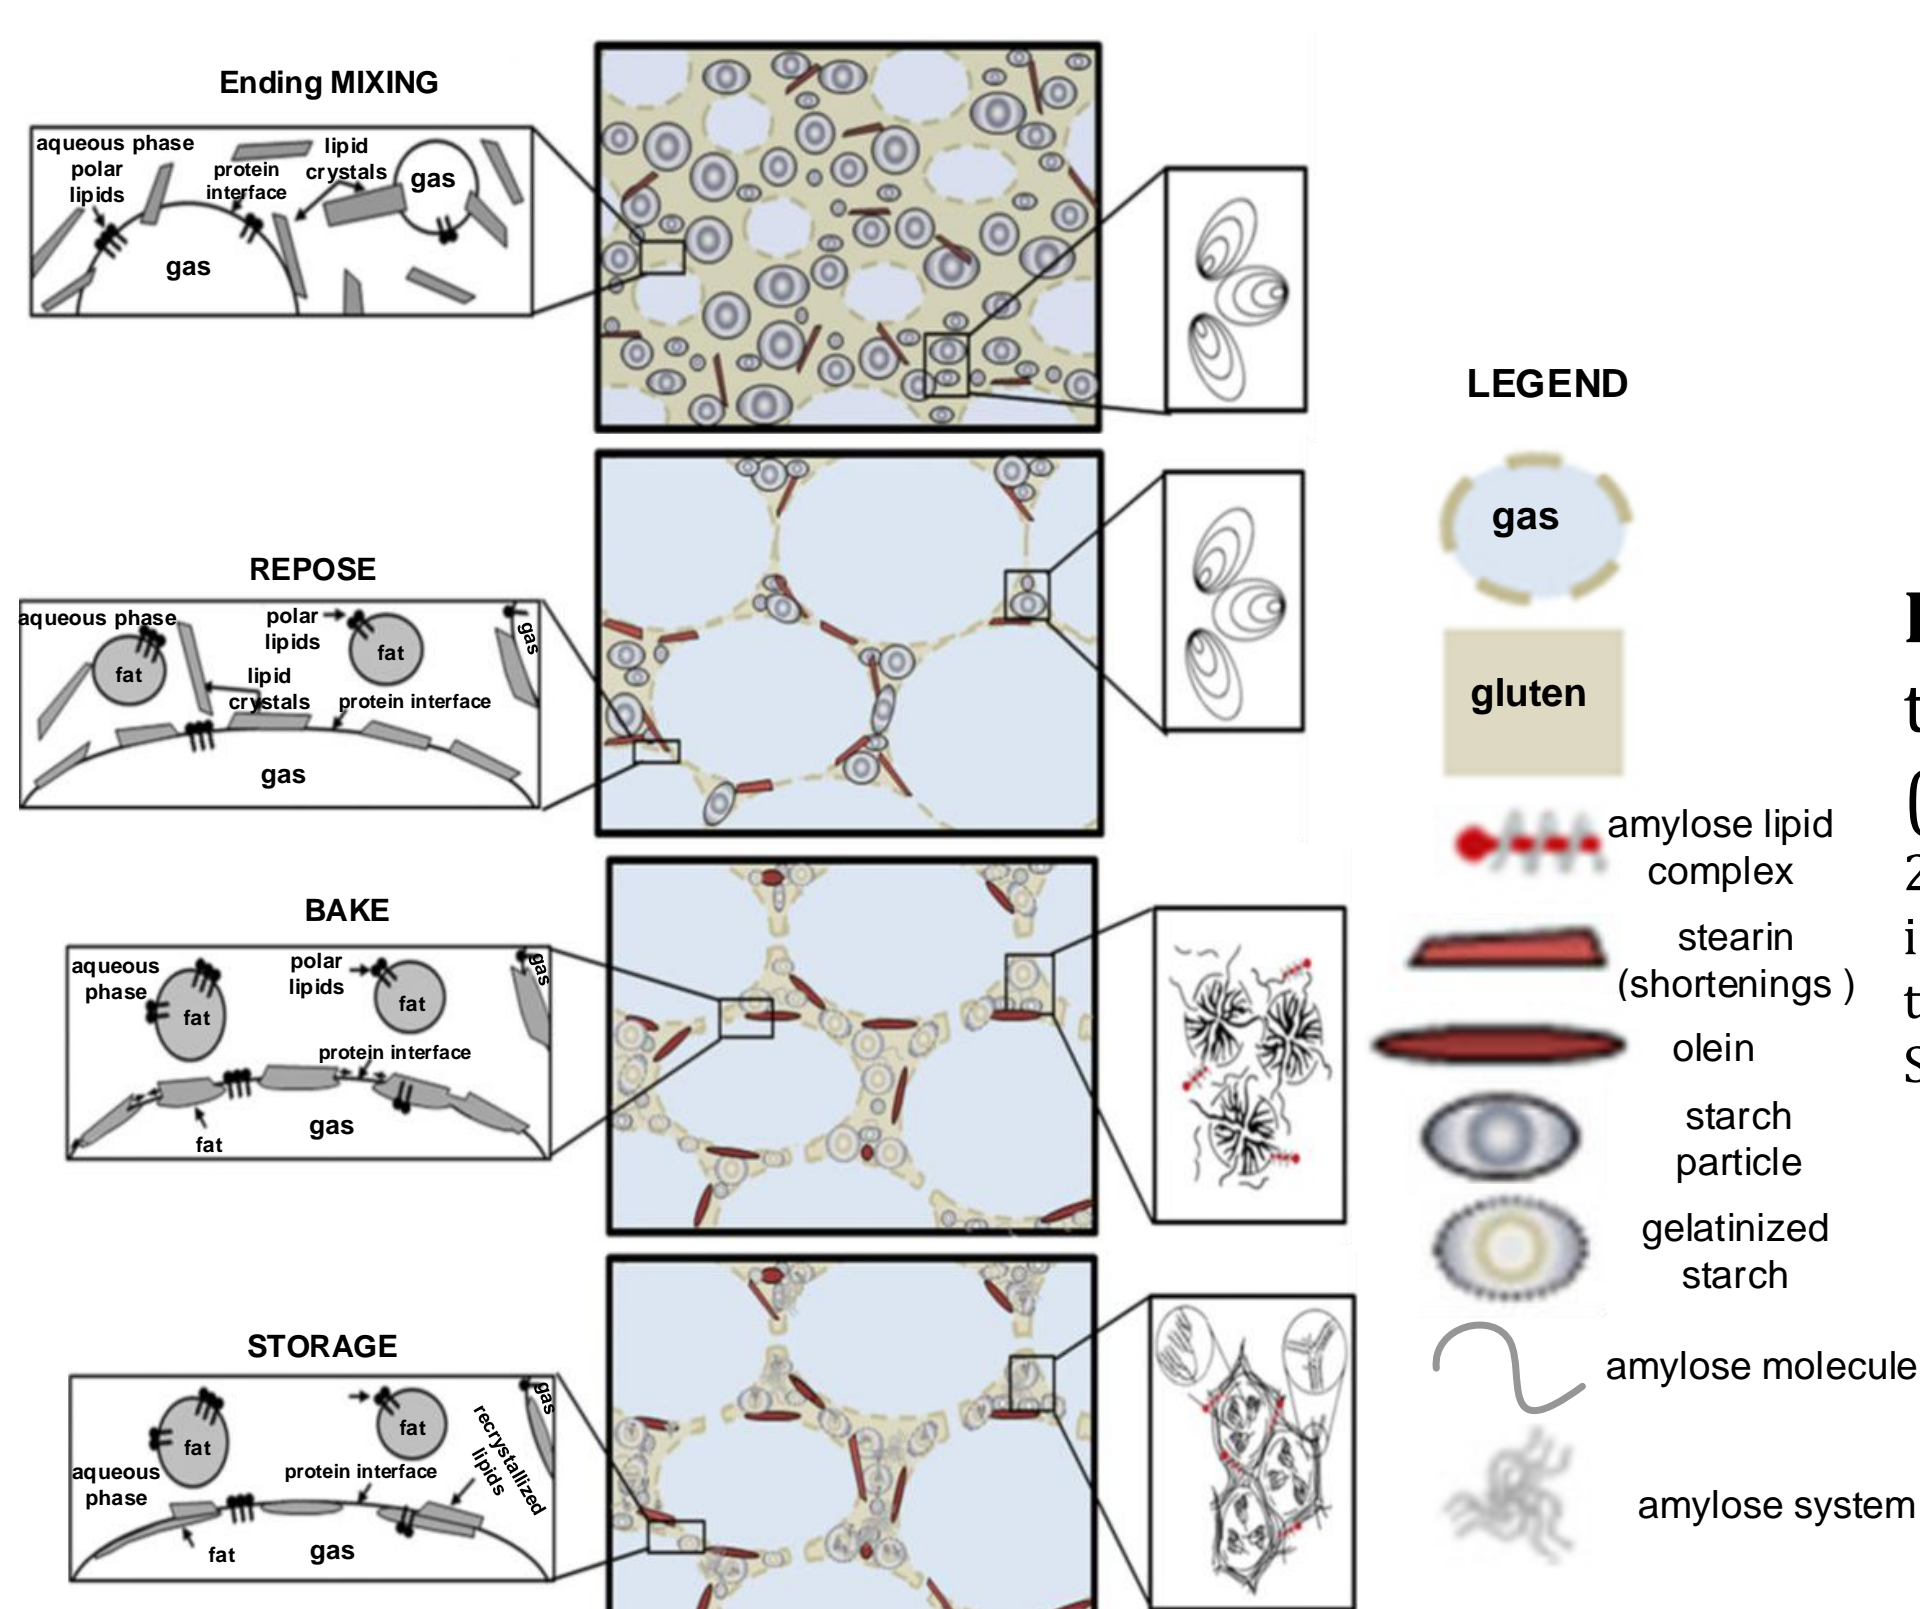 Ending MIXING
aqueous phase
polar
lipids
protein
interface
lipid
crystals
gas
gas
REPOSE
aqueous phase
fat
polar
lipids
fat
gas
lipid
crystals
protein interface
gas
BAKE
aqueous
phase
fat
polar
lipids
fat
gas
protein interface
fat
gas
STORAGE
fat
fat
gas
aqueous
phase
protein interface
recrystallized
lipids
fat
gas
LEGEND
gas
gluten
amylose lipid
complex
stearin
(shortenings )
olein
starch
particle
gelatinized
starch
amylose molecule
amylose system
t
(
2
i
t
S